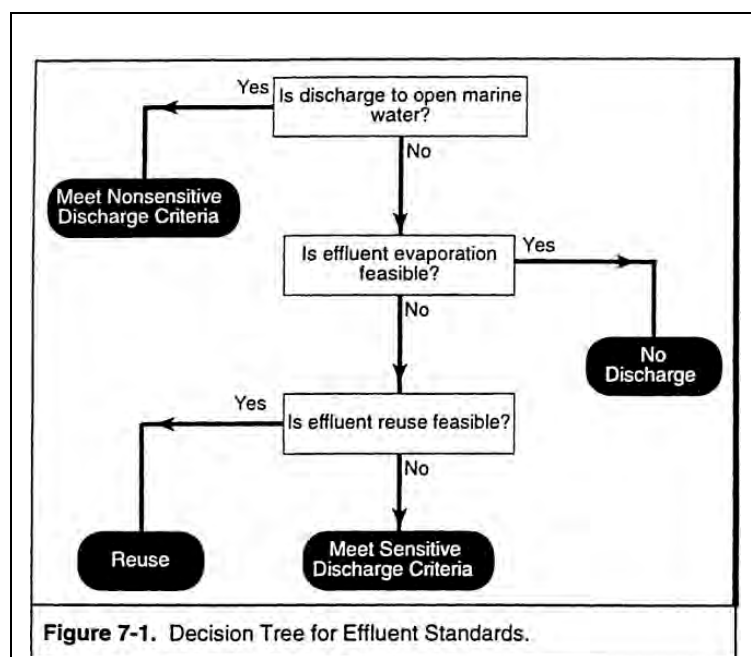 Yes
Is discharge to open marine
water?
No
Meet Nonsensitive
Discharge Criteria
Is effluent evaporation
feasible?
Yes
No
No
Discharge
Yes
Is effluent reuse feasible?
No
Reuse
Meet Sensitive
Discharge Criteria
Figure 7-1. Decision Tree for Effluent Standards.